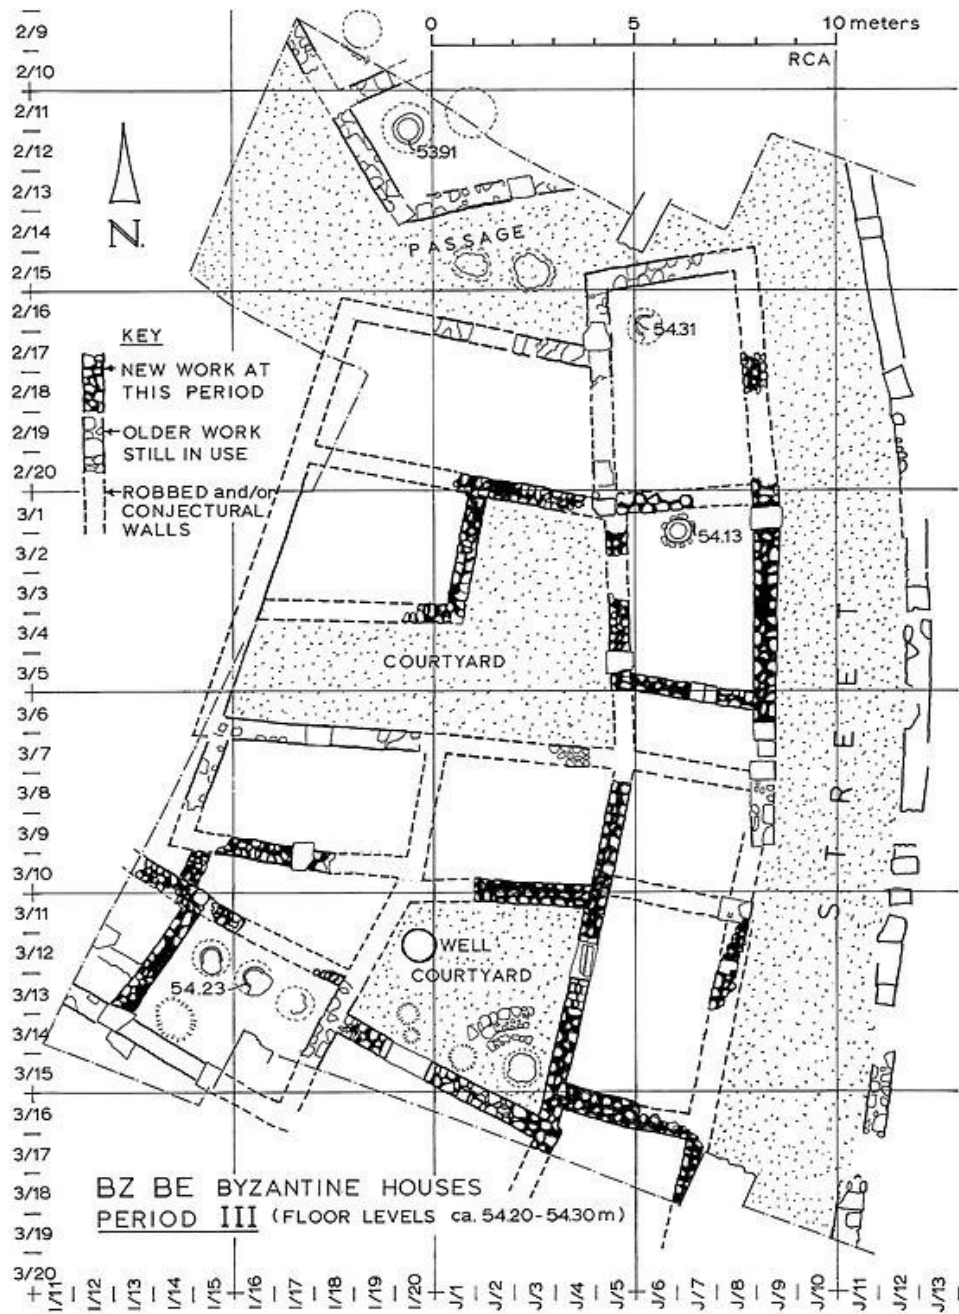 0 5 10 meters
RCA
2/9
2/10
2/11
2/12
2/13
2/14
2/15
2/16
2/17
2/18
2/19
2/20
3/1
3/2
3/3
3/4
3/5
3/6
3/7
3/8
3/9
3/10
3/11
3/12
3/13
3/14
3/15
3/16
3/17
3/18
3/19
3/20
N.
53.91
PASSAGE
54.31
KEY
NEW WORK AT
THIS PERIOD
OLDER WORK
STILL IN USE
ROBBED and/or
CONJECTURAL
WALLS
54.13
COURTYARD
STREET
WELL
COURTYARD
54.23
BZ BE BYZANTINE HOUSES
PERIOD III (FLOOR LEVELS ca. 54.20-54.30m)
I/11 I/12 I/13 I/14 I/15 I/16 I/17 I/18 I/19 I/20 J/1 J/2 J/3 J/4 J/5 J/6 J/7 J/8 J/9 J/10 J/11 J/12 J/13